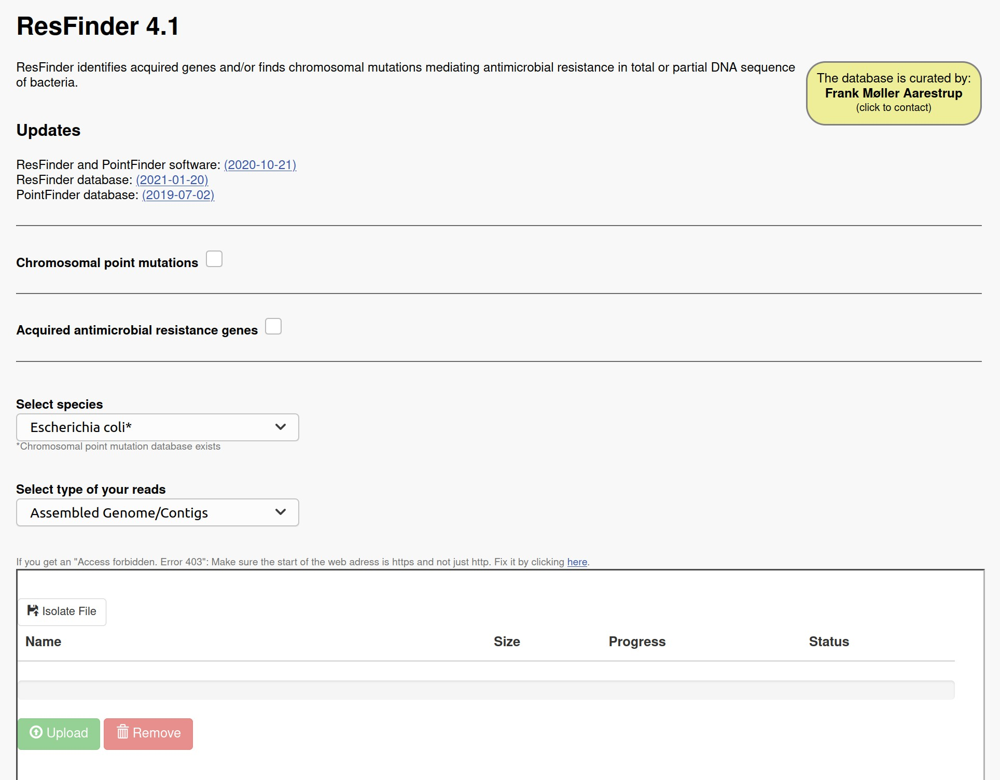 ResFinder 4.1
ResFinder identifies acquired genes and/or finds chromosomal mutations mediating antimicrobial resistance in total or partial DNA sequence
of bacteria.
The database is curated by:
Frank Møller Aarestrup
(click to contact)
Updates
ResFinder and PointFinder software: (2020-10-21)
ResFinder database: (2021-01-20)
PointFinder database: (2019-07-02)
Chromosomal point mutations
Acquired antimicrobial resistance genes
Select species
Escherichia coli*
*Chromosomal point mutation database exists
Select type of your reads
Assembled Genome/Contigs
If you get an "Access forbidden. Error 403": Make sure the start of the web adress is https and not just http. Fix it by clicking here.
Isolate File
Name Size Progress Status
Upload Remove